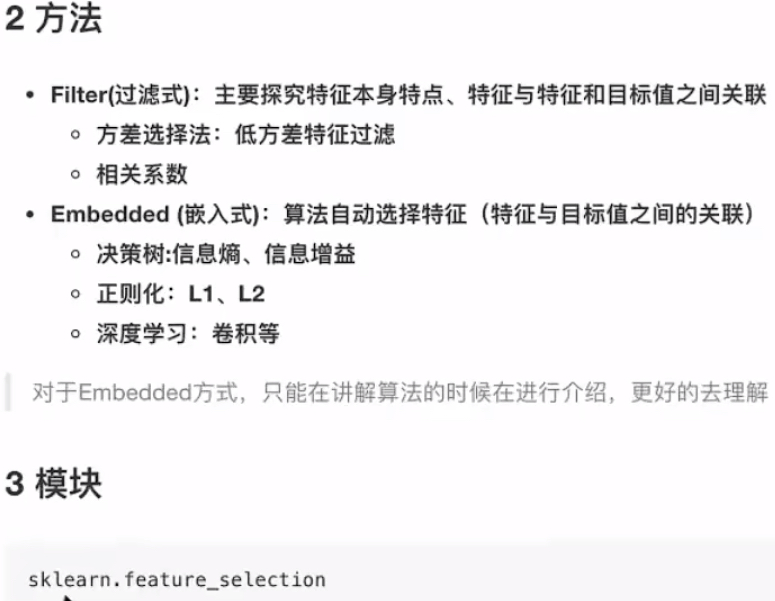 2 方法
• Filter(过滤式)：主要探究特征本身特点、特征与特征和目标值之间关联
◦ 方差选择法：低方差特征过滤
◦ 相关系数
• Embedded (嵌入式)：算法自动选择特征（特征与目标值之间的关联）
◦ 决策树:信息熵、信息增益
◦ 正则化：L1、L2
◦ 深度学习：卷积等
对于Embedded方式，只能在讲解算法的时候在进行介绍，更好的去理解
3 模块
sklearn.feature_selection